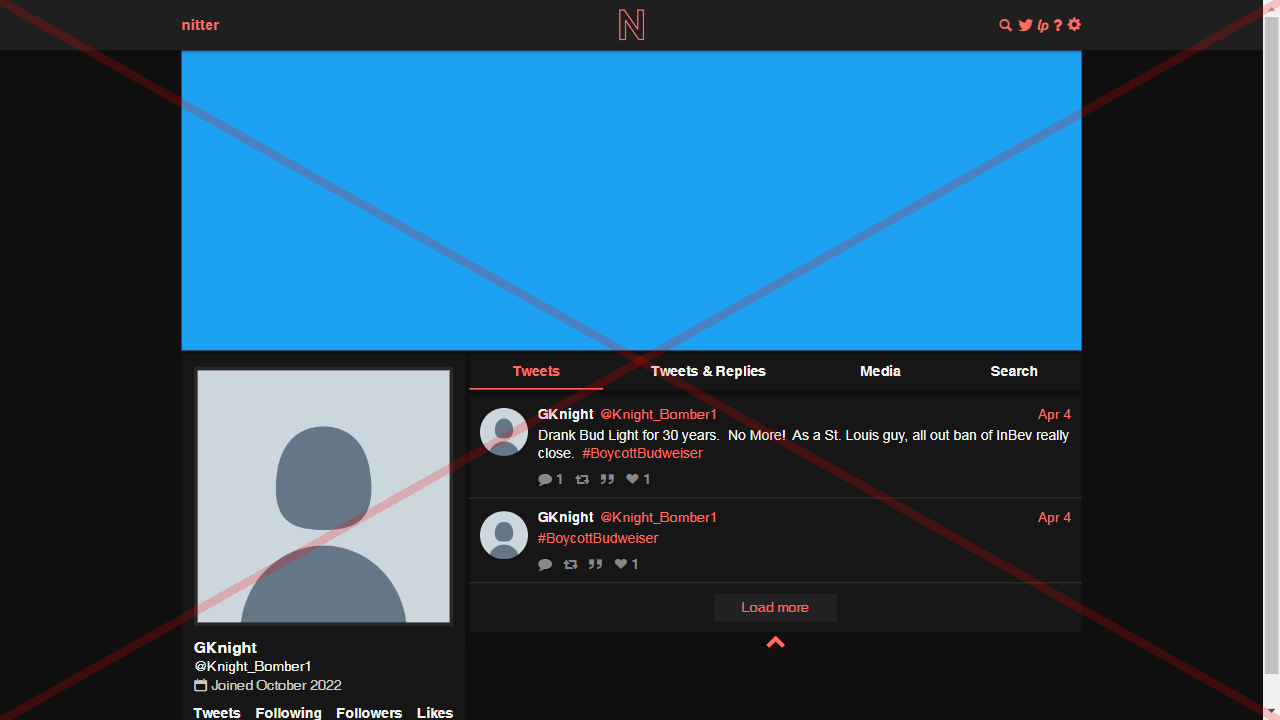 nitter
N
lp ?
Tweets Tweets & Replies Media Search
GKnight @Knight_Bomber1 Apr 4
Drank Bud Light for 30 years. No More! As a St. Louis guy, all out ban of InBev really
close. #BoycottBudweiser
1 1
GKnight @Knight_Bomber1 Apr 4
#BoycottBudweiser
1
Load more
GKnight
@Knight_Bomber1
Joined October 2022
Tweets Following Followers Likes